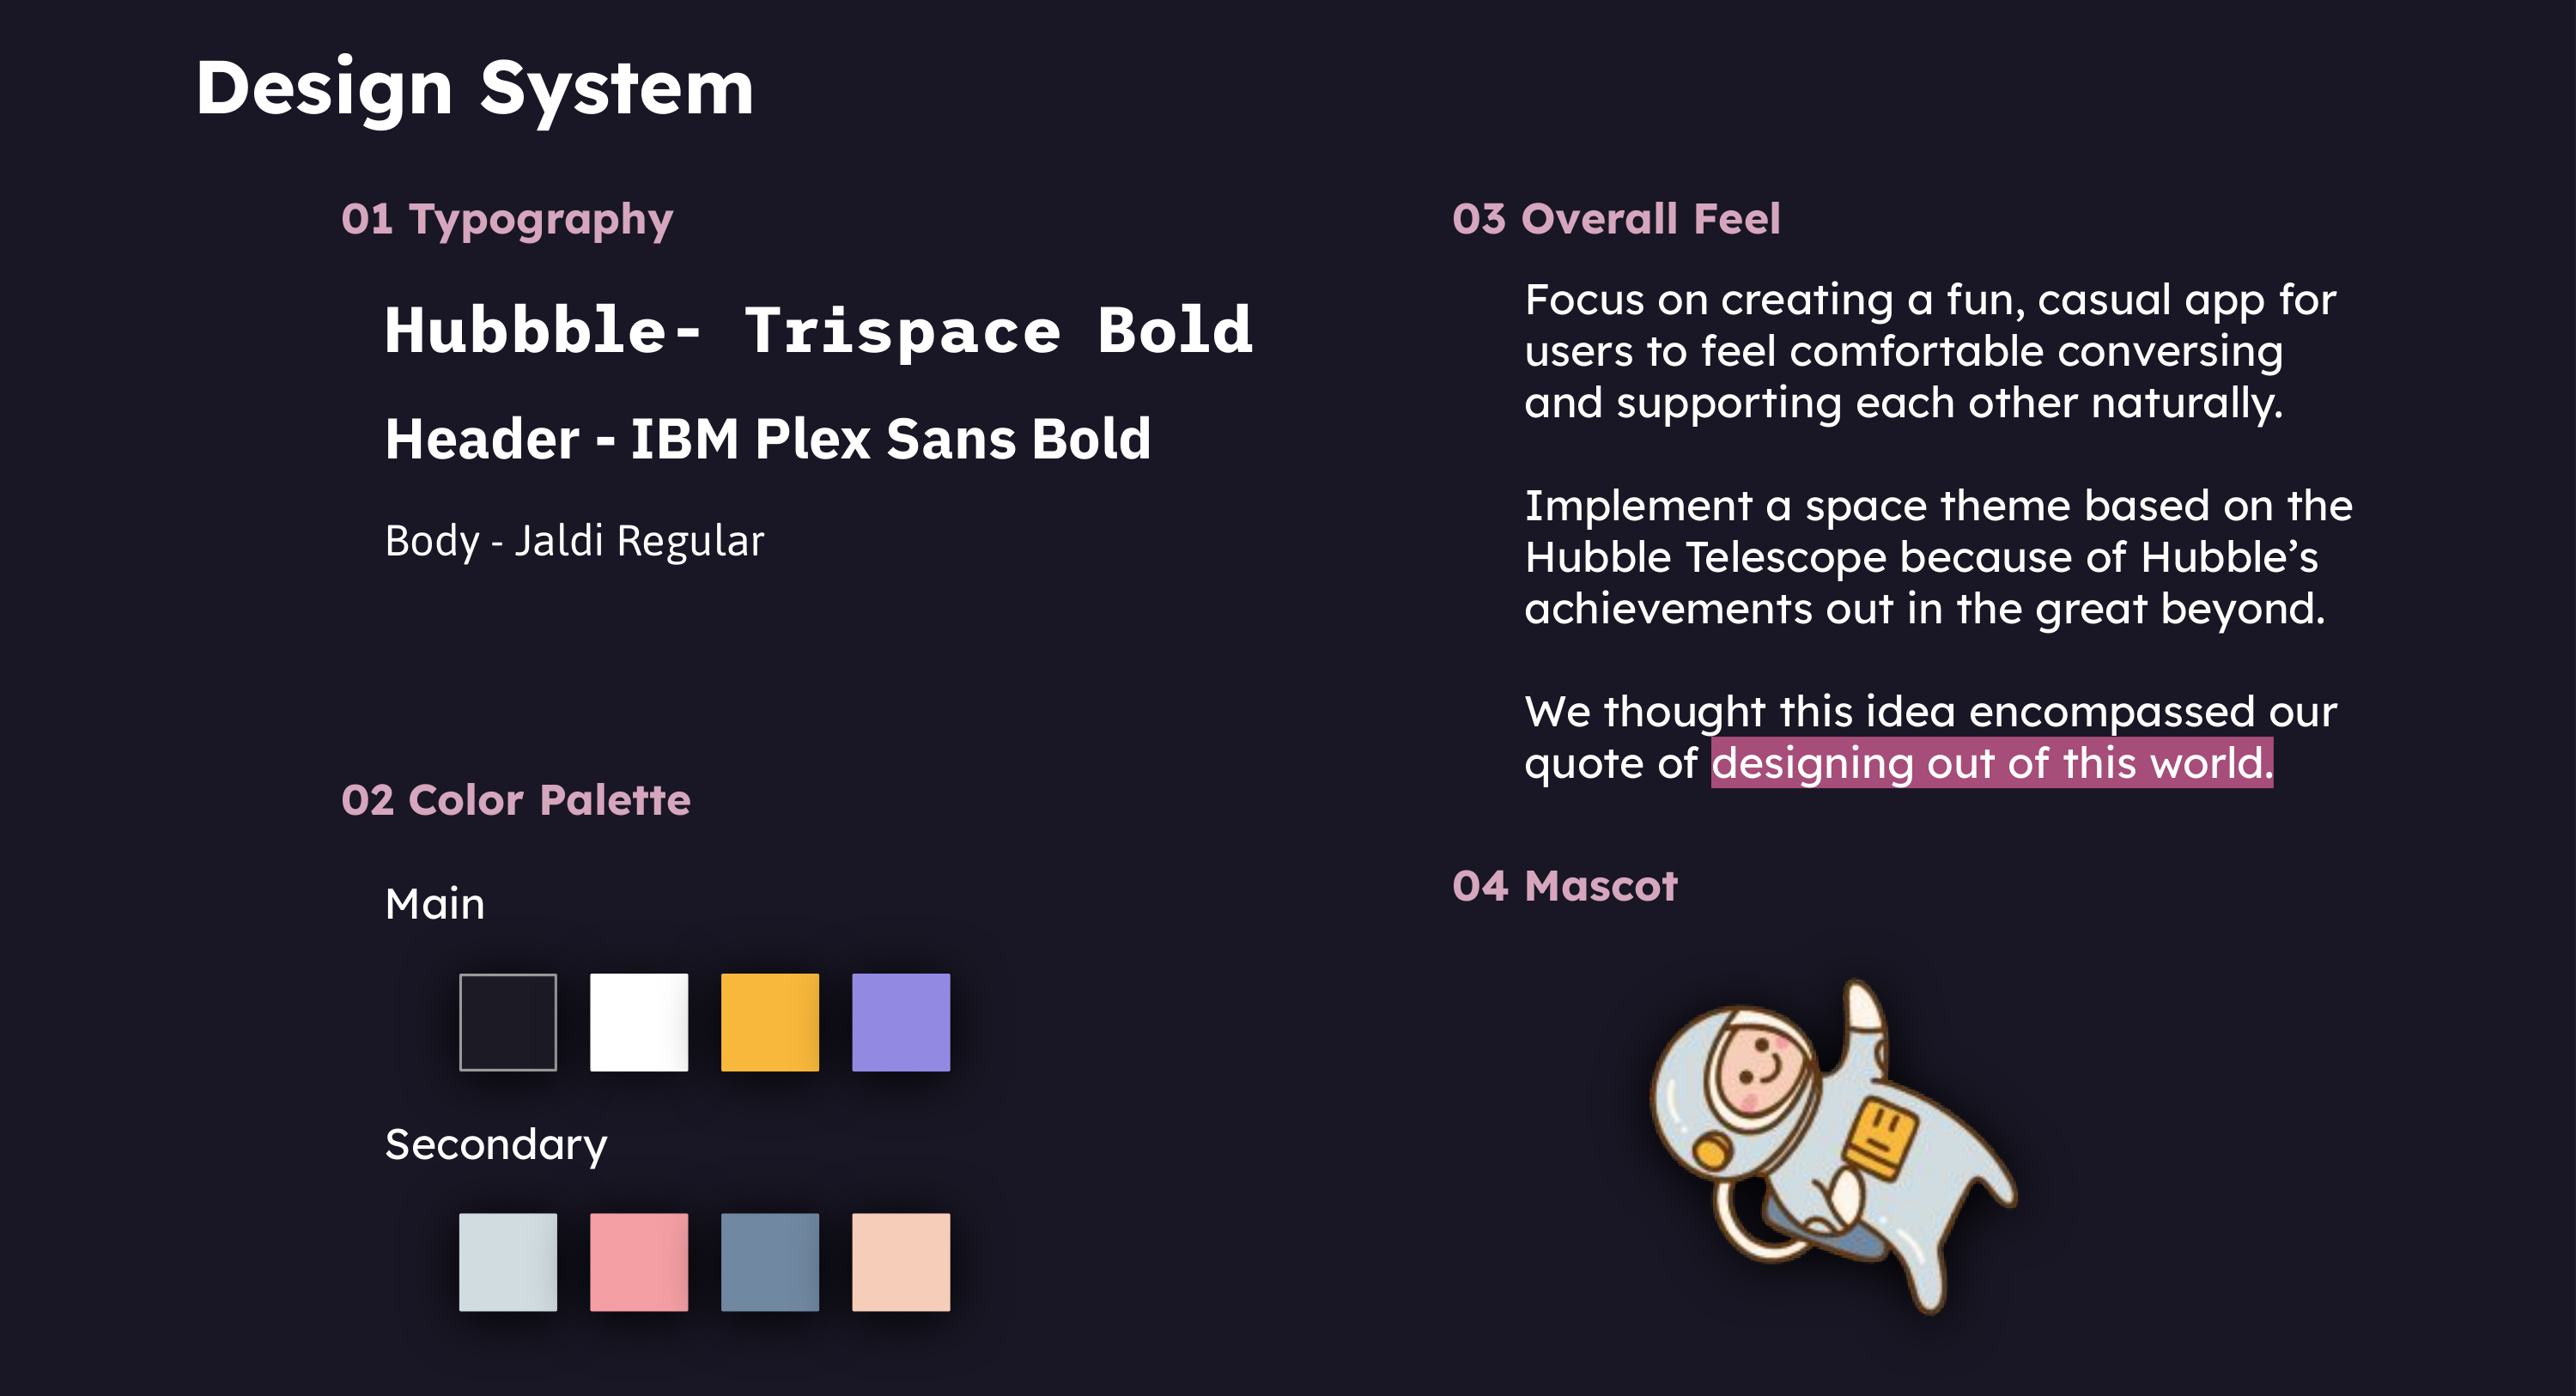 Design System
01 Typography
Hubbble- Trispace Bold
Header - IBM Plex Sans Bold
Body - Jaldi Regular
02 Color Palette
Main
Secondary
03 Overall Feel
Focus on creating a fun, casual app for
users to feel comfortable conversing
and supporting each other naturally.
Implement a space theme based on the
Hubble Telescope because of Hubble’s
achievements out in the great beyond.
We thought this idea encompassed our
quote of designing out of this world.
04 Mascot